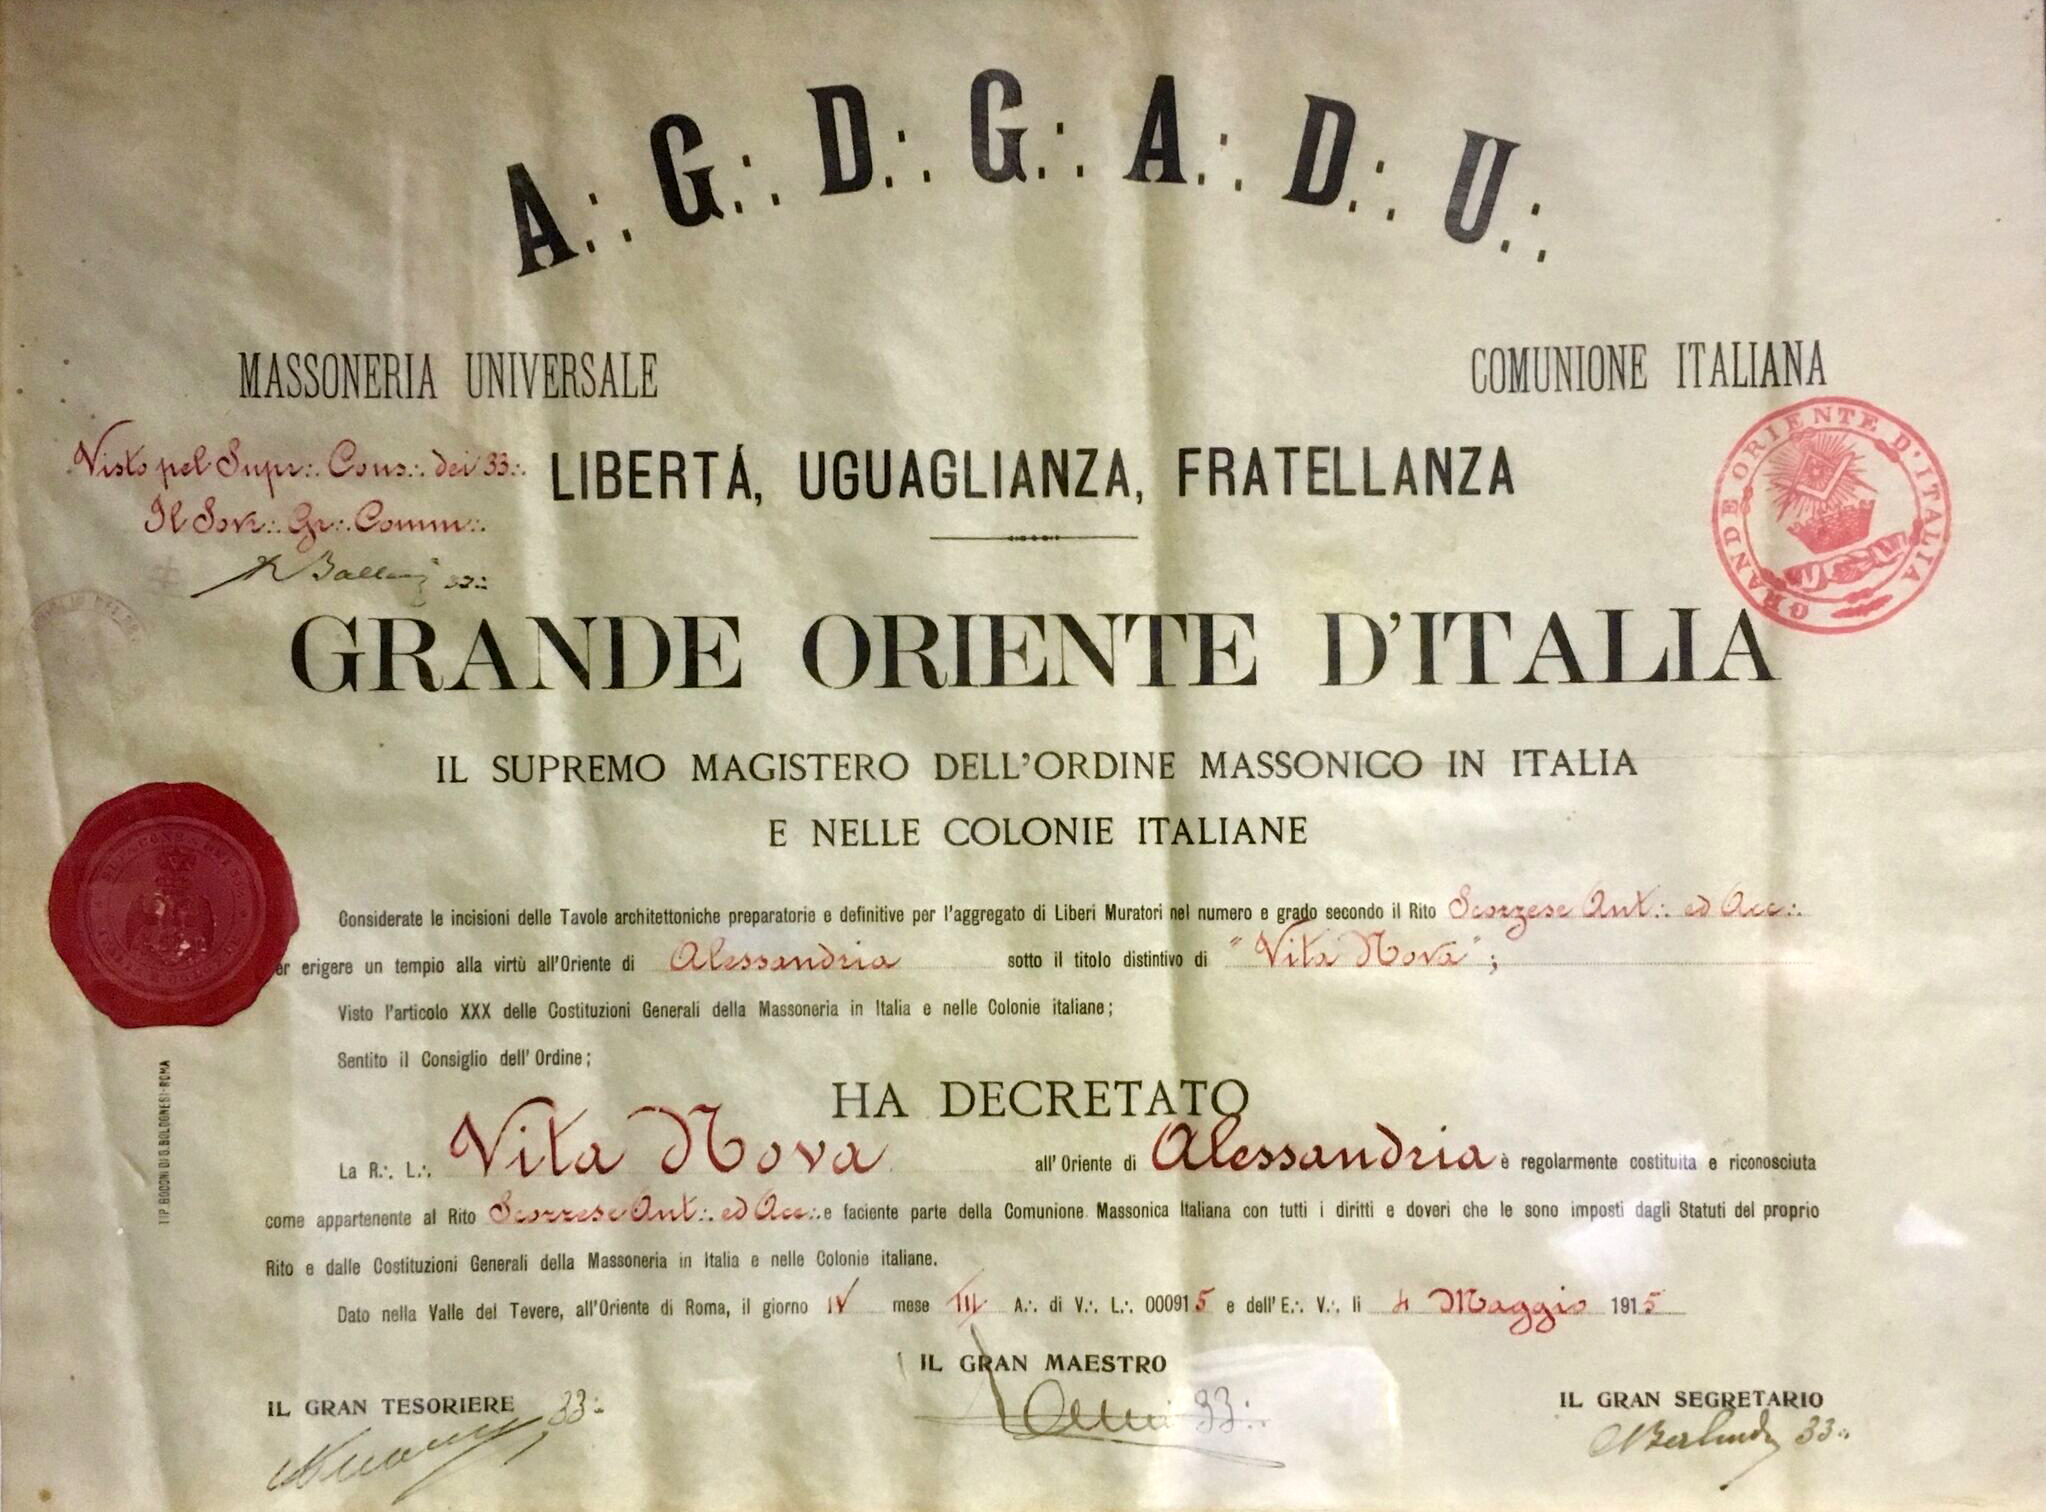 A.·. G.·. D.·. G.·. A.·. D.·. U.·.
MASSONERIA UNIVERSALE
COMUNIONE ITALIANA
Visto pel Supr.·. Cons.·. dei 33.·.
Il Sovr.·. Gr.·. Comm.·.
33.·.
LIBERTÁ, UGUAGLIANZA, FRATELLANZA
GRANDE ORIENTE D'ITALIA
GRANDE ORIENTE D'ITALIA
IL SUPREMO MAGISTERO DELL'ORDINE MASSONICO IN ITALIA
E NELLE COLONIE ITALIANE
Considerate le incisioni delle Tavole architettoniche preparatorie e definitive per l'aggregato di Liberi Muratori nel numero e grado secondo il Rito Scozzese Ant.·. ed Acc.·.
er erigere un tempio alla virtù all'Oriente di Alessandria sotto il titolo distintivo di "Vita Nova";
Visto l'articolo XXX delle Costituzioni Generali della Massoneria in Italia e nelle Colonie italiane;
Sentito il Consiglio dell'Ordine;
HA DECRETATO
La R.·. L.·. Vita Nova all'Oriente di Alessandria è regolarmente costituita e riconosciuta
come appartenente al Rito Scozzese Ant.·. ed Acc.·. e faciente parte della Comunione Massonica Italiana con tutti i diritti e doveri che le sono imposti dagli Statuti del proprio
Rito e dalle Costituzioni Generali della Massoneria in Italia e nelle Colonie italiane.
Dato nella Valle del Tevere, all'Oriente di Roma, il giorno IV mese III A.·. di V.·. L.·. 000915 e dell'E.·. V.·. li 4 Maggio 1915
IL GRAN MAESTRO
33.·.
IL GRAN TESORIERE
33.·.
IL GRAN SEGRETARIO
33.·.
TIP. BODONI DI G. BOLOGNESI-ROMA